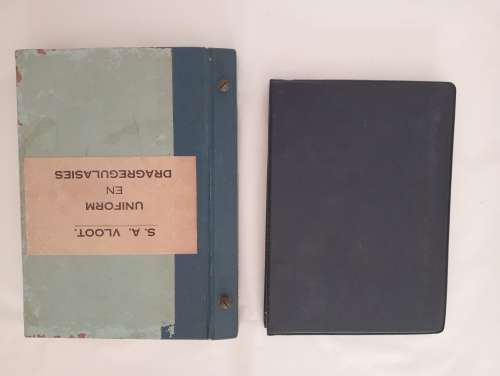 S. A. VLOOT.
UNIFORM
EN
DRAGREGULASIES